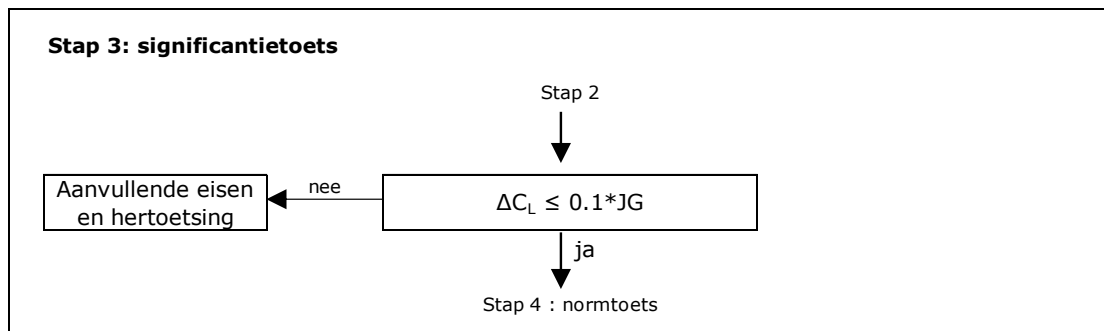 Stap 3: significantietoets
Stap 2
Aanvullende eisen
en hertoetsing
nee
ΔC_L ≤ 0.1*JG
ja
Stap 4 : normtoets